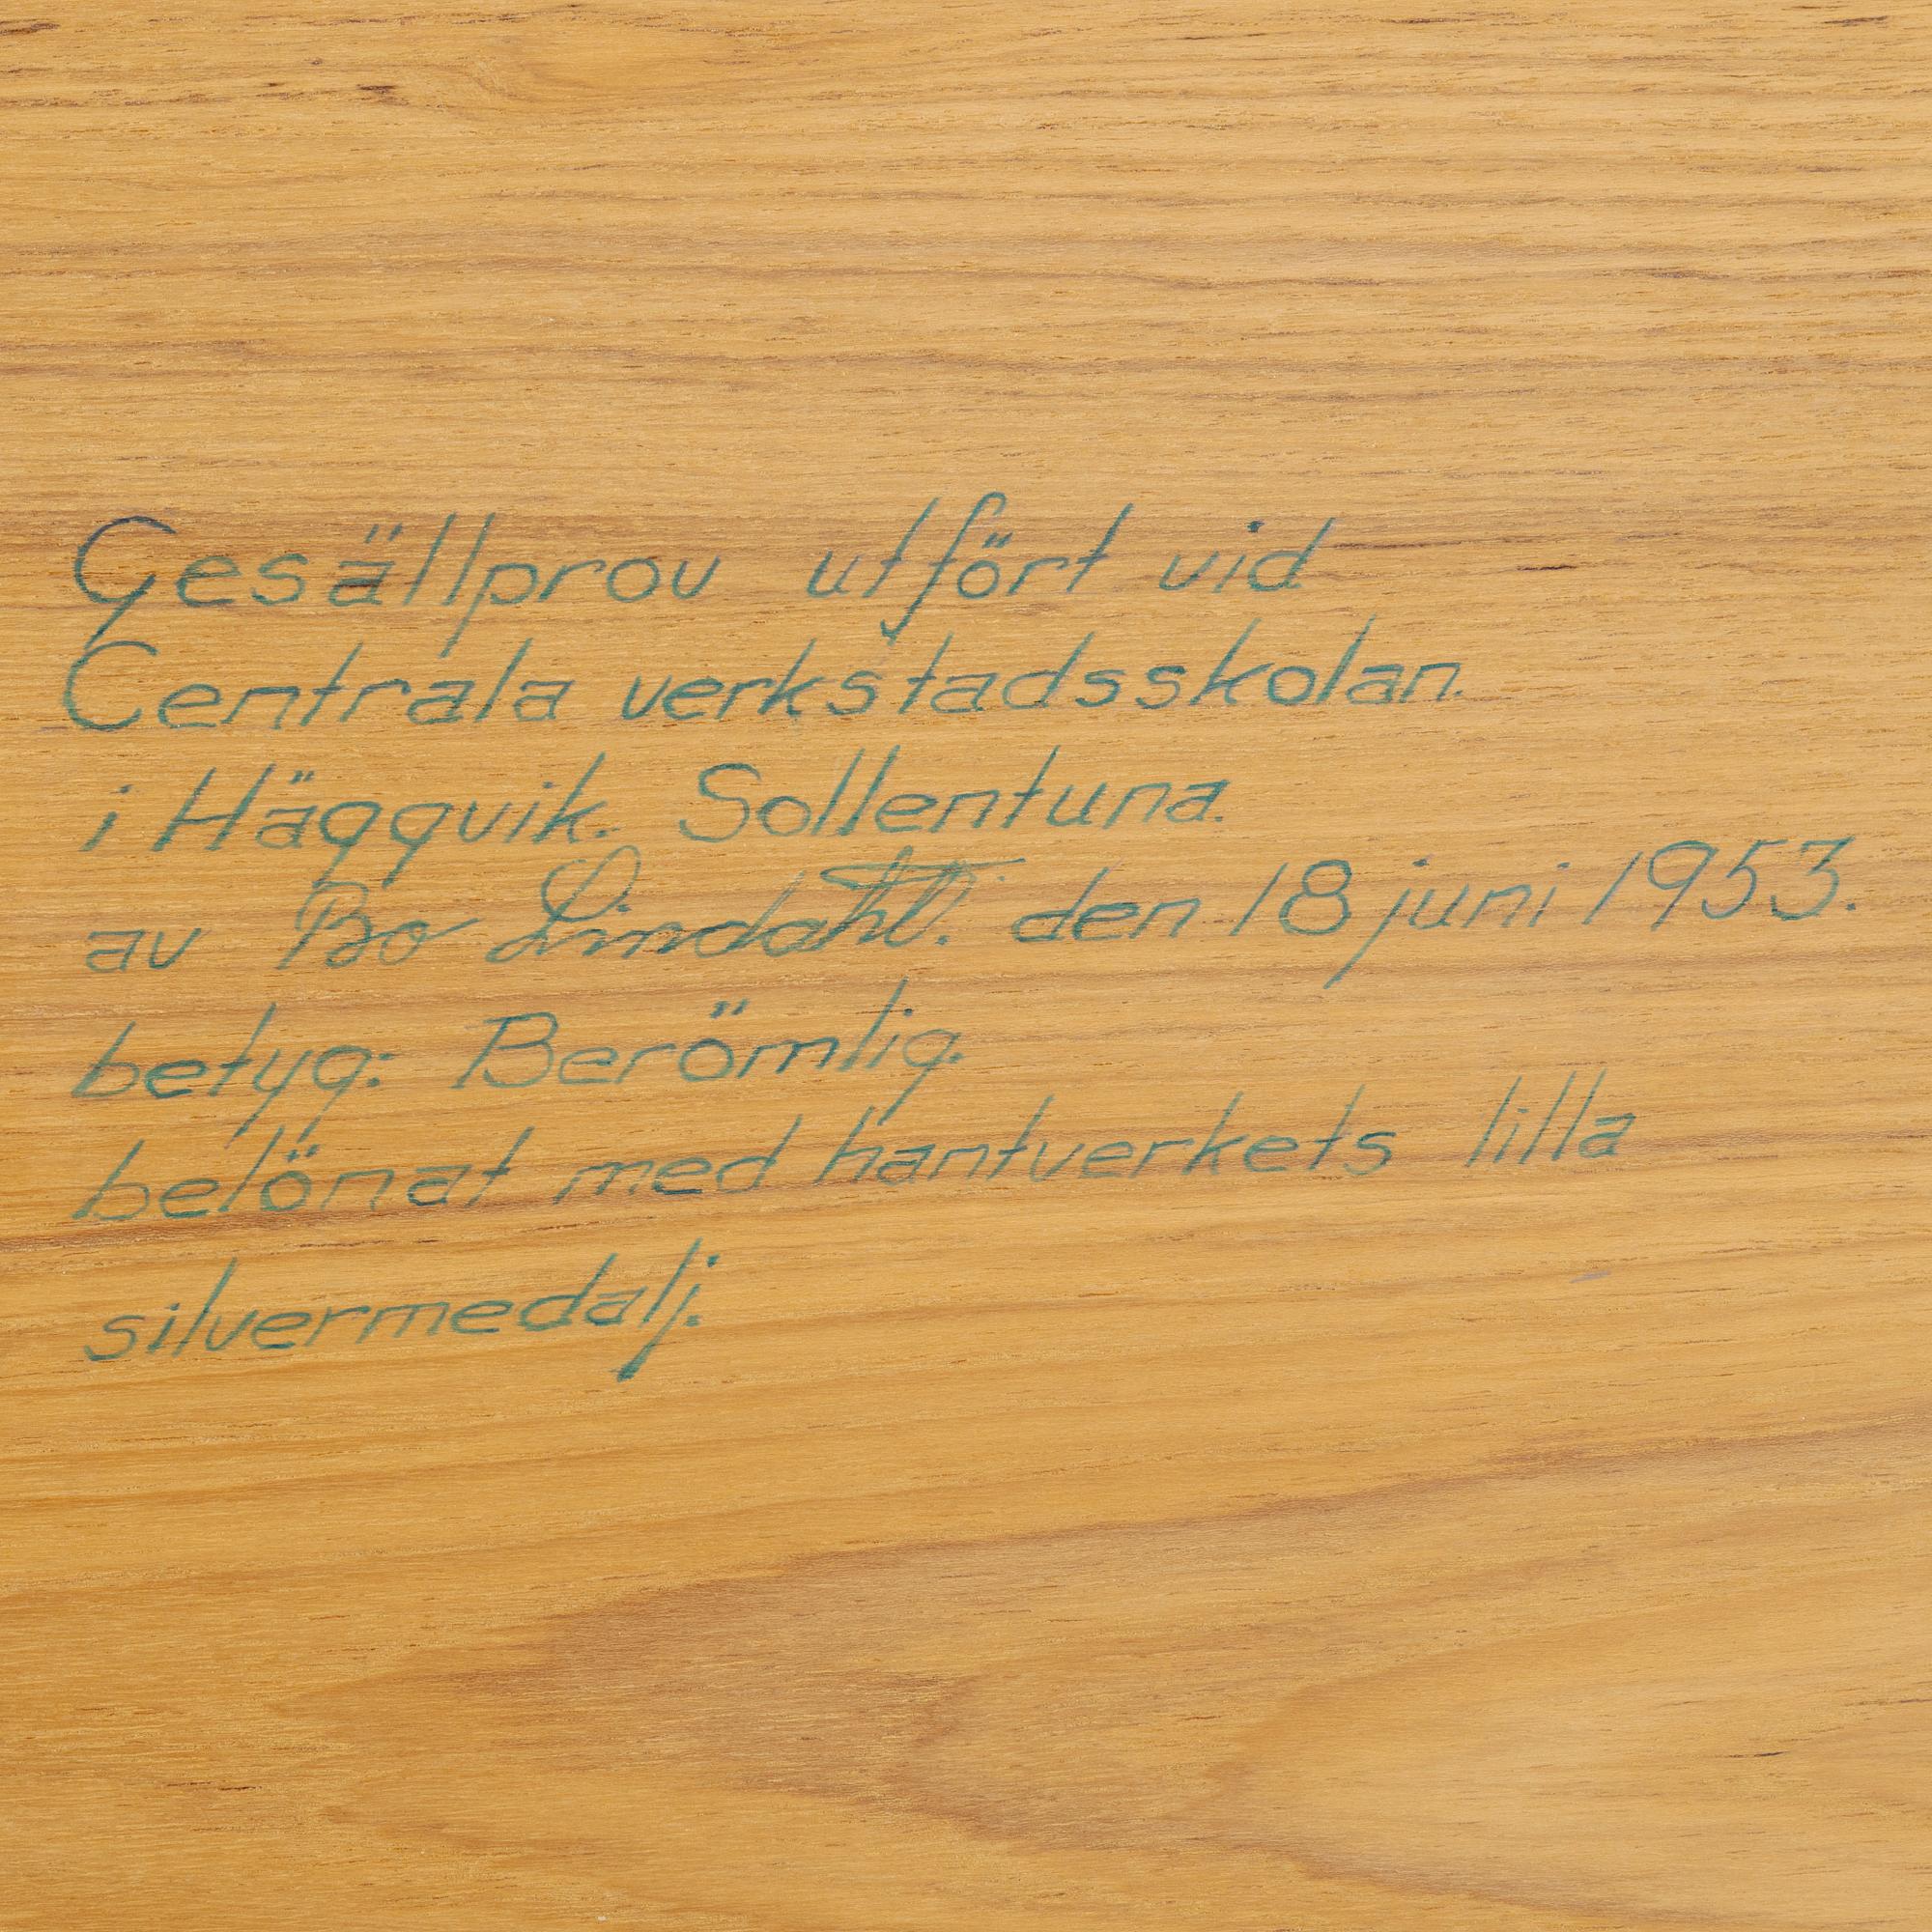 Gesällprov utfört vid
Centrala verkstadsskolan.
i Häggvik. Sollentuna.
av Bo Lindahl. den 18 juni 1953.
betyg: Berömlig.
belönat med hantverkets lilla
silvermedalj.